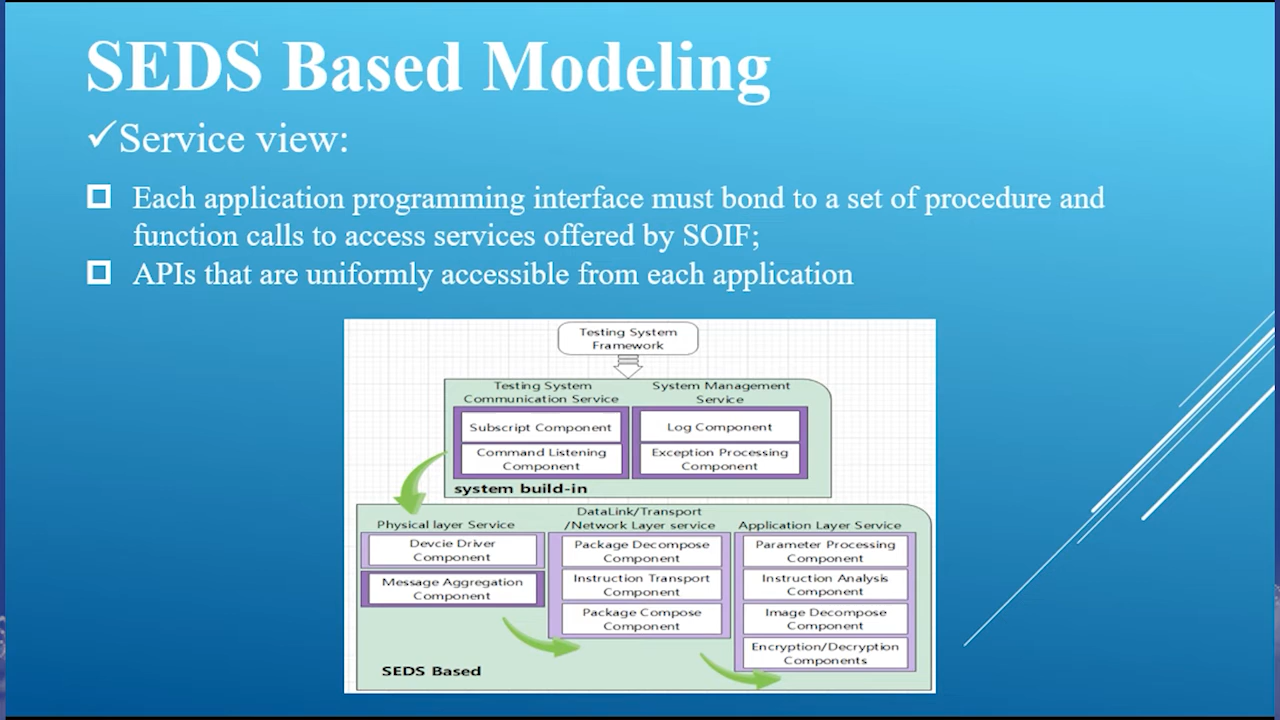 SEDS Based Modeling
✓Service view:
Each application programming interface must bond to a set of procedure and
function calls to access services offered by SOIF;
APIs that are uniformly accessible from each application
Testing System
Framework
Testing System
Communication Service
System Management
Service
Subscript Component
Log Component
Command Listening
Component
Exception Processing
Component
system build-in
Physical layer Service
DataLink/Transport
/Network Layer service
Application Layer Service
Devcie Driver
Component
Message Aggregation
Component
Package Decompose
Component
Instruction Transport
Component
Package Compose
Component
Parameter Processing
Component
Instruction Analysis
Component
Image Decompose
Component
Encryption/Decryption
Components
SEDS Based